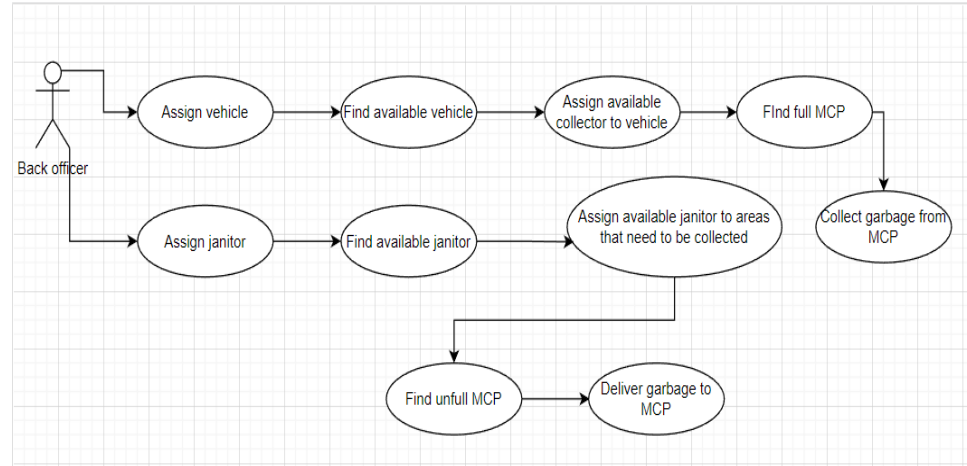 Assign vehicle
Find available vehicle
Assign available
collector to vehicle
FInd full MCP
Back officer
Assign janitor
Find available janitor
Assign available janitor to areas
that need to be collected
Collect garbage from
MCP
Find unfull MCP
Deliver garbage to
MCP